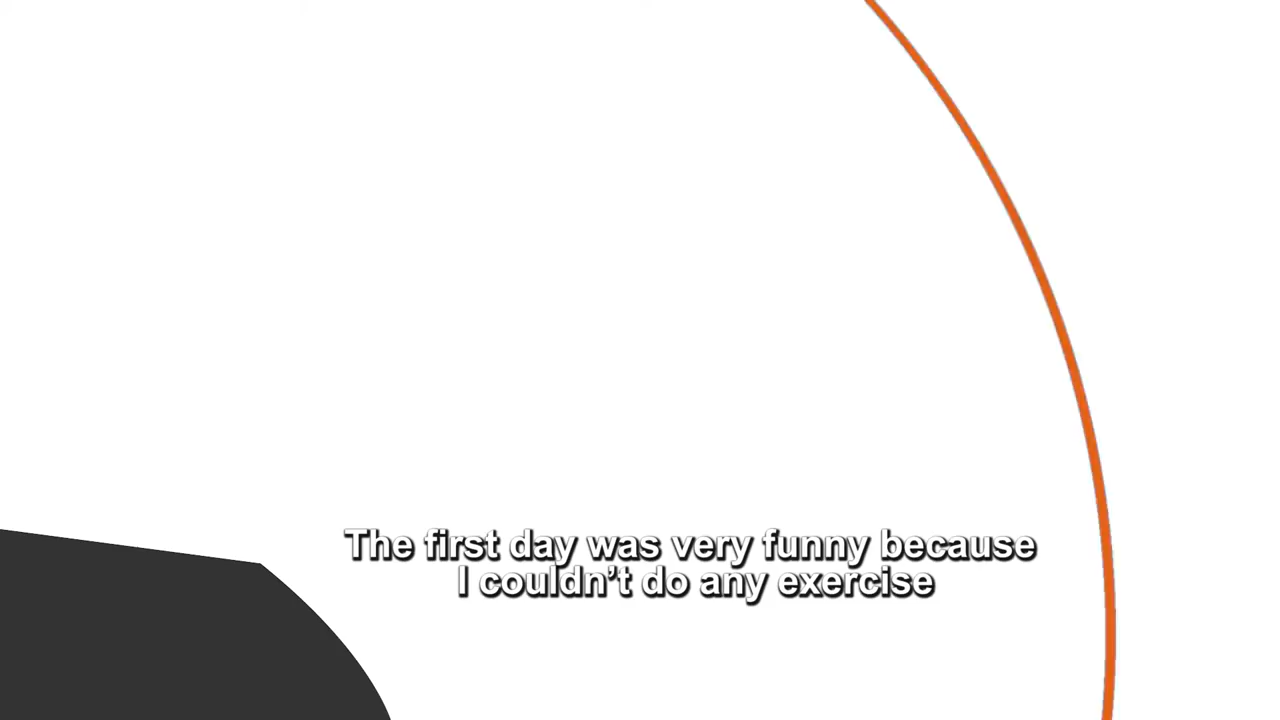 The first day was very funny because
I couldn’t do any exercise